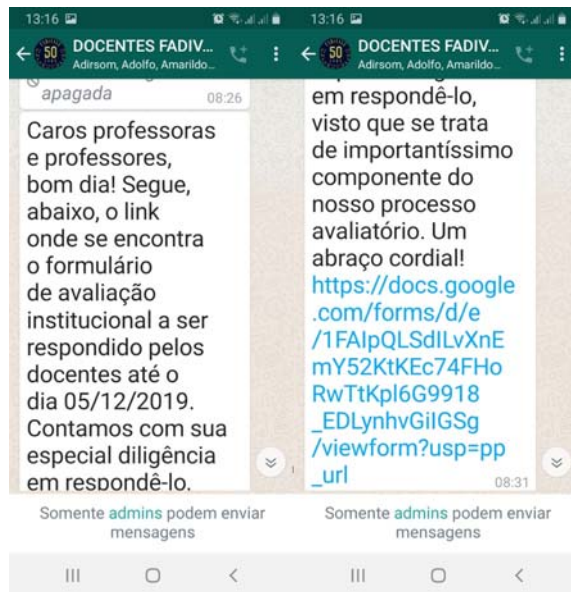 13:16
DOCENTES FADIV...
Adirsom, Adolfo, Amarildo...
apagada
08:26
Caros professoras
e professores,
bom dia! Segue,
abaixo, o link
onde se encontra
o formulário
de avaliação
institucional a ser
respondido pelos
docentes até o
dia 05/12/2019.
Contamos com sua
especial diligência
em respondê-lo,
Somente admins podem enviar
mensagens
13:16
50
DOCENTES FADIV...
Adirsom, Adolfo, Amarildo...
em respondê-lo,
visto que se trata
de importantíssimo
componente do
nosso processo
avaliatório. Um
abraço cordial!
https://docs.google
.com/forms/d/e
/1FAIpQLSdILvXnE
mY52KtKEc74FHo
RwTtKpl6G9918
_EDLynhvGilGSg
/viewform?usp=pp
_url
08:31
Somente admins podem enviar
mensagens